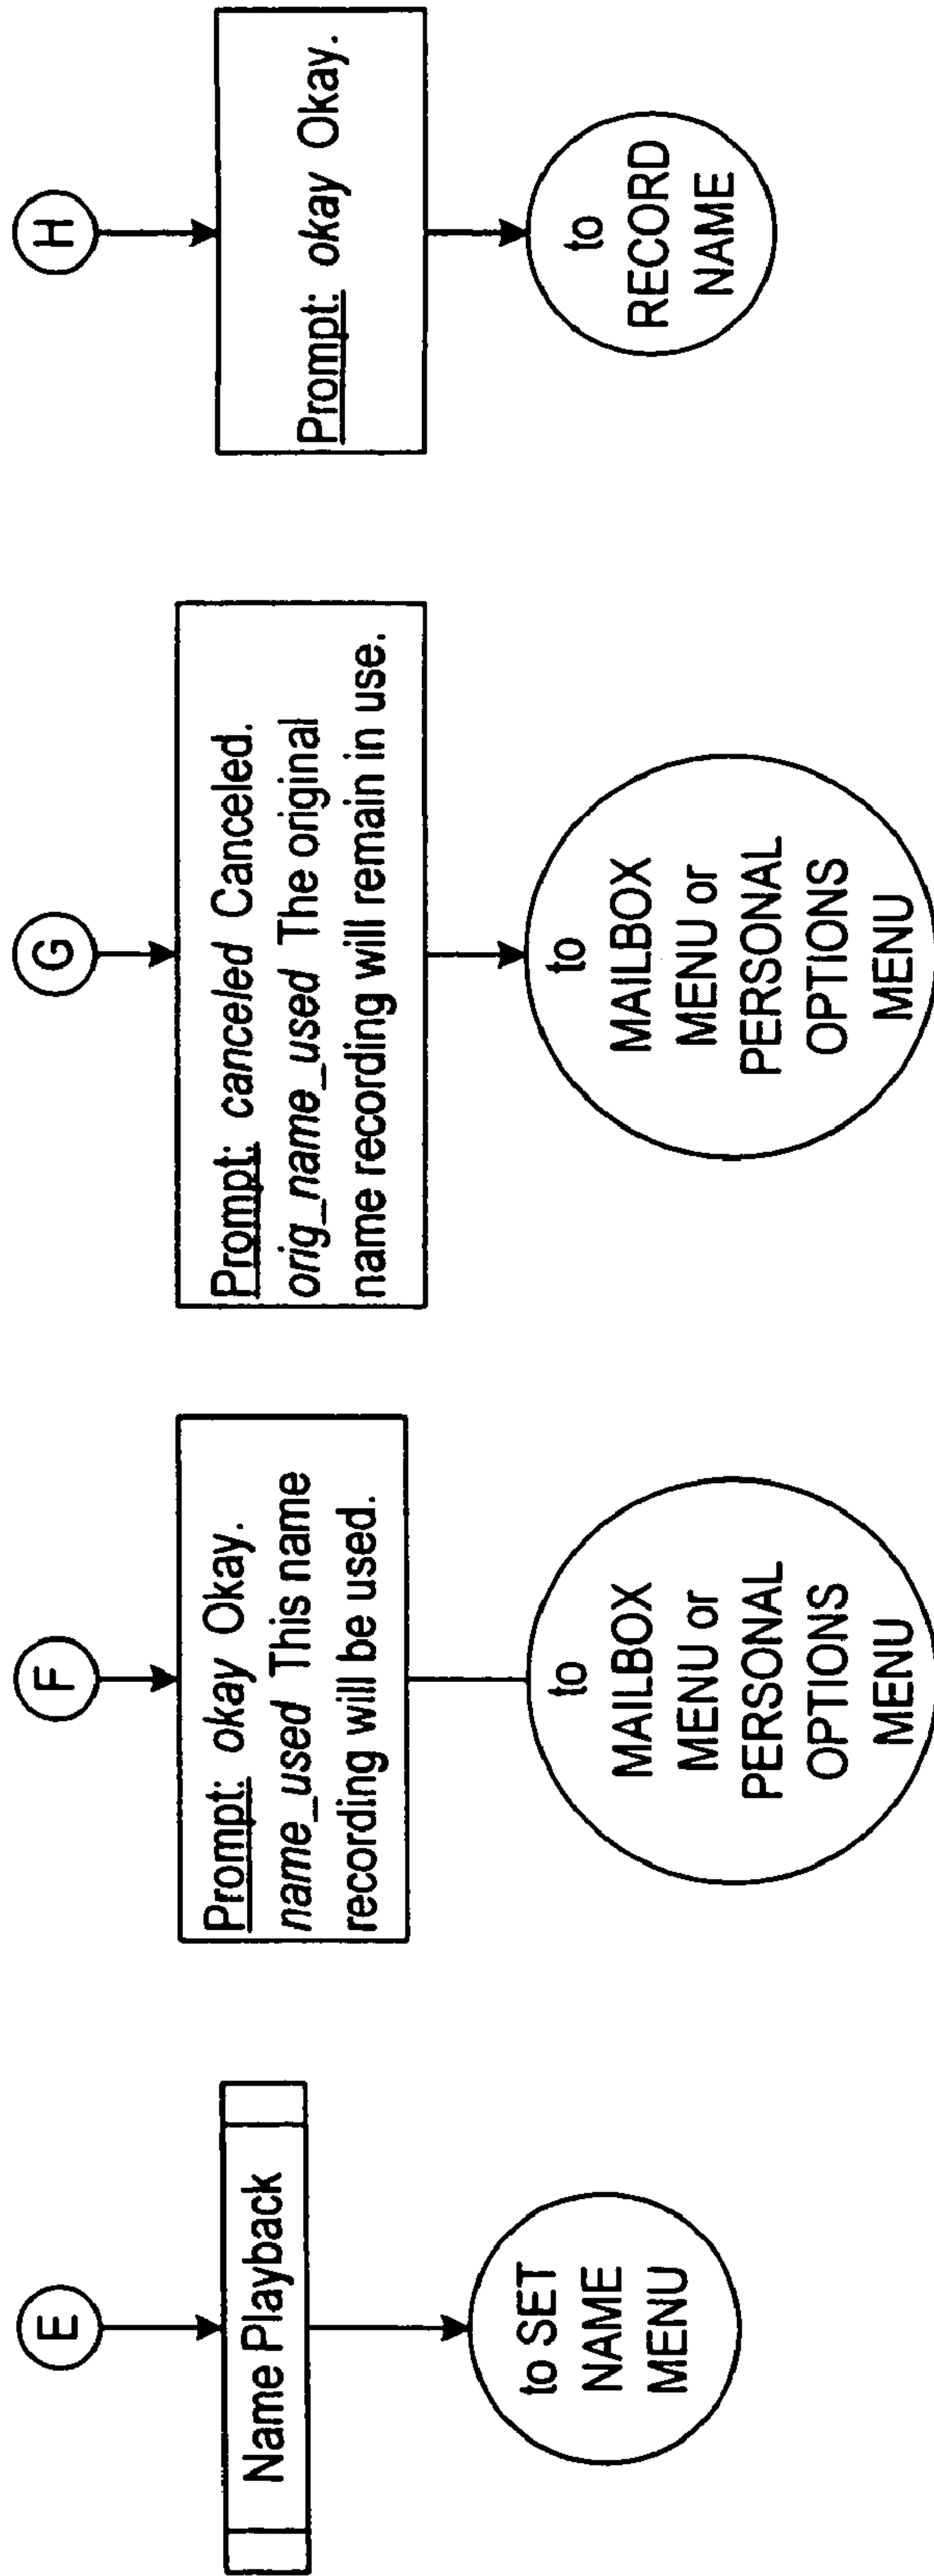 E
Name Playback
to SET
NAME
MENU
F
Prompt: okay Okay.
name_used This name
recording will be used.
to
MAILBOX
MENU or
PERSONAL
OPTIONS
MENU
G
Prompt: canceled Canceled.
orig_name_used The original
name recording will remain in use.
to
MAILBOX
MENU or
PERSONAL
OPTIONS
MENU
H
Prompt: okay Okay.
to
RECORD
NAME